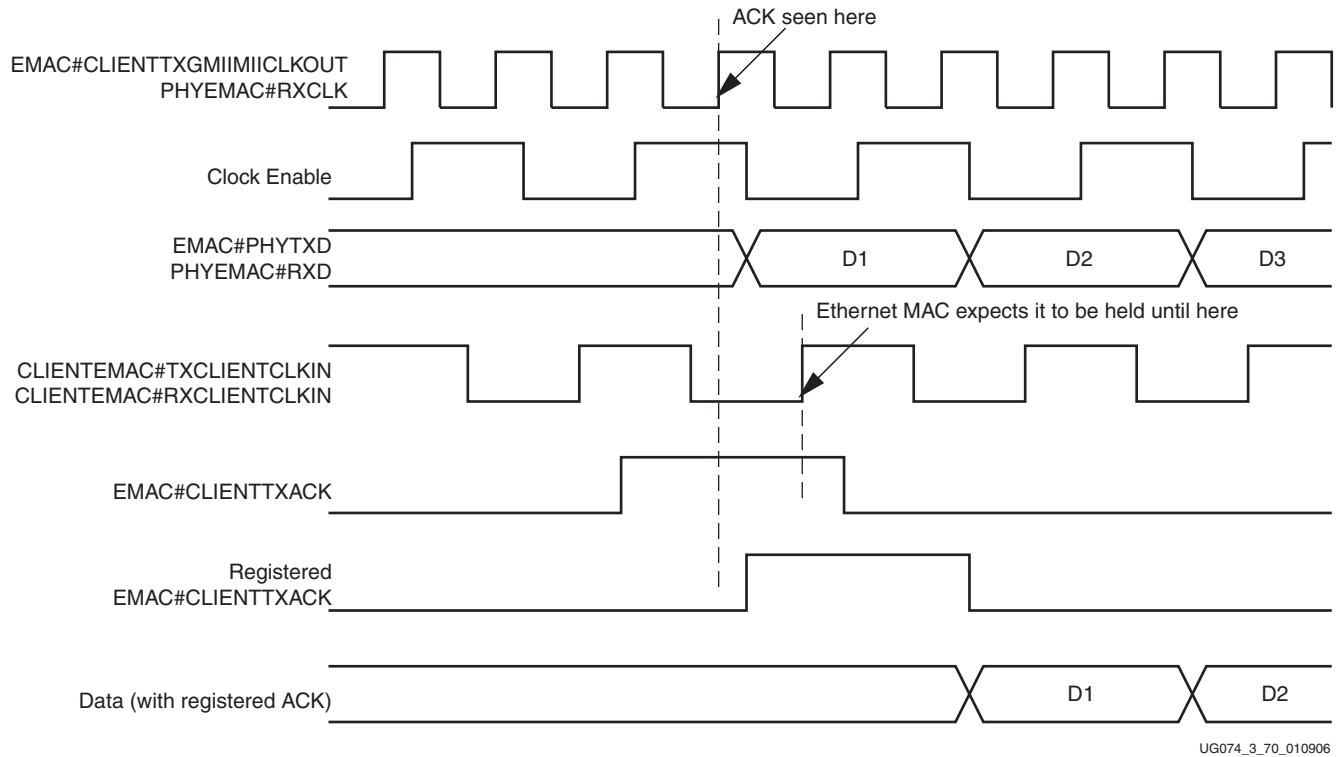 ACK seen here
EMAC#CLIENTTXGMIIMIICLKOUT
PHYEMAC#RXCLK
Clock Enable
EMAC#PHYTXD
PHYEMAC#RXD
D1
D2
D3
Ethernet MAC expects it to be held until here
CLIENTEMAC#TXCLIENTCLKIN
CLIENTEMAC#RXCLIENTCLKIN
EMAC#CLIENTTXACK
Registered
EMAC#CLIENTTXACK
Data (with registered ACK)
D1
D2
UG074_3_70_010906